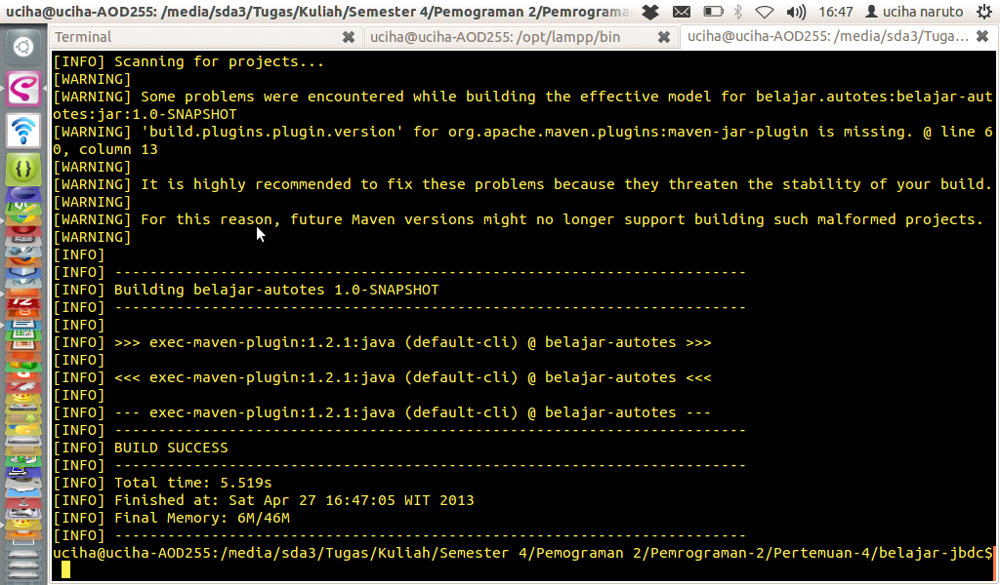 uciha@uciha-AOD255: /media/sda3/Tugas/Kuliah/Semester 4/Pemograman 2/Pemrograma
16:47 uciha naruto
Terminal
uciha@uciha-AOD255: /opt/lampp/bin
uciha@uciha-AOD255: /media/sda3/Tuga...
[INFO] Scanning for projects...
[WARNING]
[WARNING] Some problems were encountered while building the effective model for belajar.autotes:belajar-aut
otes:jar:1.0-SNAPSHOT
[WARNING] 'build.plugins.plugin.version' for org.apache.maven.plugins:maven-jar-plugin is missing. @ line 6
0, column 13
[WARNING]
[WARNING] It is highly recommended to fix these problems because they threaten the stability of your build.
[WARNING]
[WARNING] For this reason, future Maven versions might no longer support building such malformed projects.
[WARNING]
[INFO]
[INFO] ------------------------------------------------------------------------
[INFO] Building belajar-autotes 1.0-SNAPSHOT
[INFO] ------------------------------------------------------------------------
[INFO]
[INFO] >>> exec-maven-plugin:1.2.1:java (default-cli) @ belajar-autotes >>>
[INFO]
[INFO] <<< exec-maven-plugin:1.2.1:java (default-cli) @ belajar-autotes <<<
[INFO]
[INFO] --- exec-maven-plugin:1.2.1:java (default-cli) @ belajar-autotes ---
[INFO] ------------------------------------------------------------------------
[INFO] BUILD SUCCESS
[INFO] ------------------------------------------------------------------------
[INFO] Total time: 5.519s
[INFO] Finished at: Sat Apr 27 16:47:05 WIT 2013
[INFO] Final Memory: 6M/46M
[INFO] ------------------------------------------------------------------------
uciha@uciha-AOD255:/media/sda3/Tugas/Kuliah/Semester 4/Pemograman 2/Pemrograman-2/Pertemuan-4/belajar-jbdc$